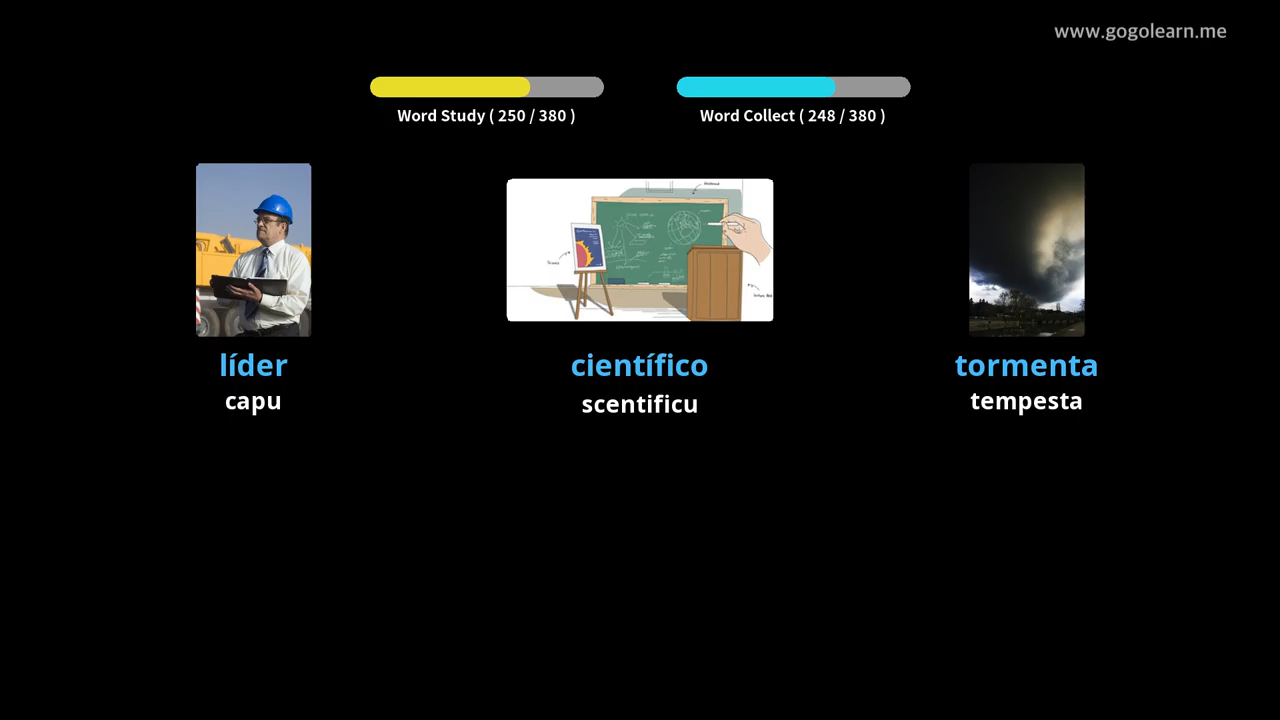 www.gogolearn.me
Word Study ( 250 / 380 )
Word Collect ( 248 / 380 )
líder
científico
tormenta
capu
scentificu
tempesta